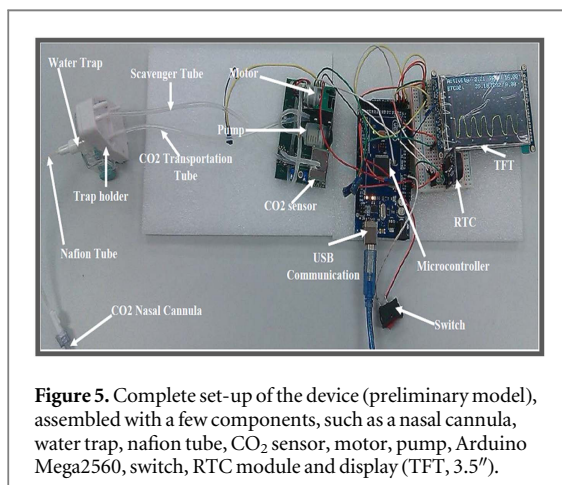 Water Trap
Scavenger Tube
Motor
Pump
CO2 Transportation
Tube
Trap holder
CO2 sensor
TFT
RTC
Nafion Tube
USB
Communication
Microcontroller
CO2 Nasal Cannula
Switch
Figure 5. Complete set-up of the device (preliminary model),
assembled with a few components, such as a nasal cannula,
water trap, nafion tube, CO₂ sensor, motor, pump, Arduino
Mega2560, switch, RTC module and display (TFT, 3.5″).